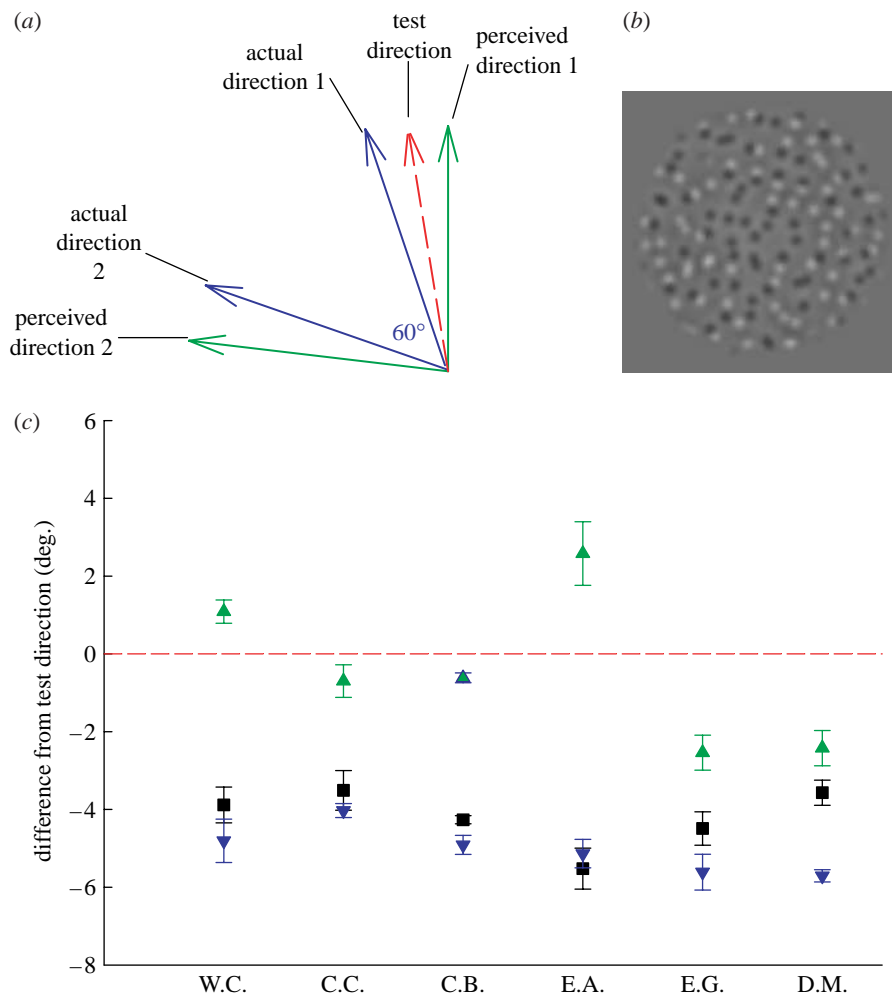 (a)
actual
direction 1
test
direction
perceived
direction 1
actual
direction
2
perceived
direction 2
60°
(b)
(c)
difference from test direction (deg.)
6
4
2
0
−2
−4
−6
−8
W.C. C.C. C.B. E.A. E.G. D.M.